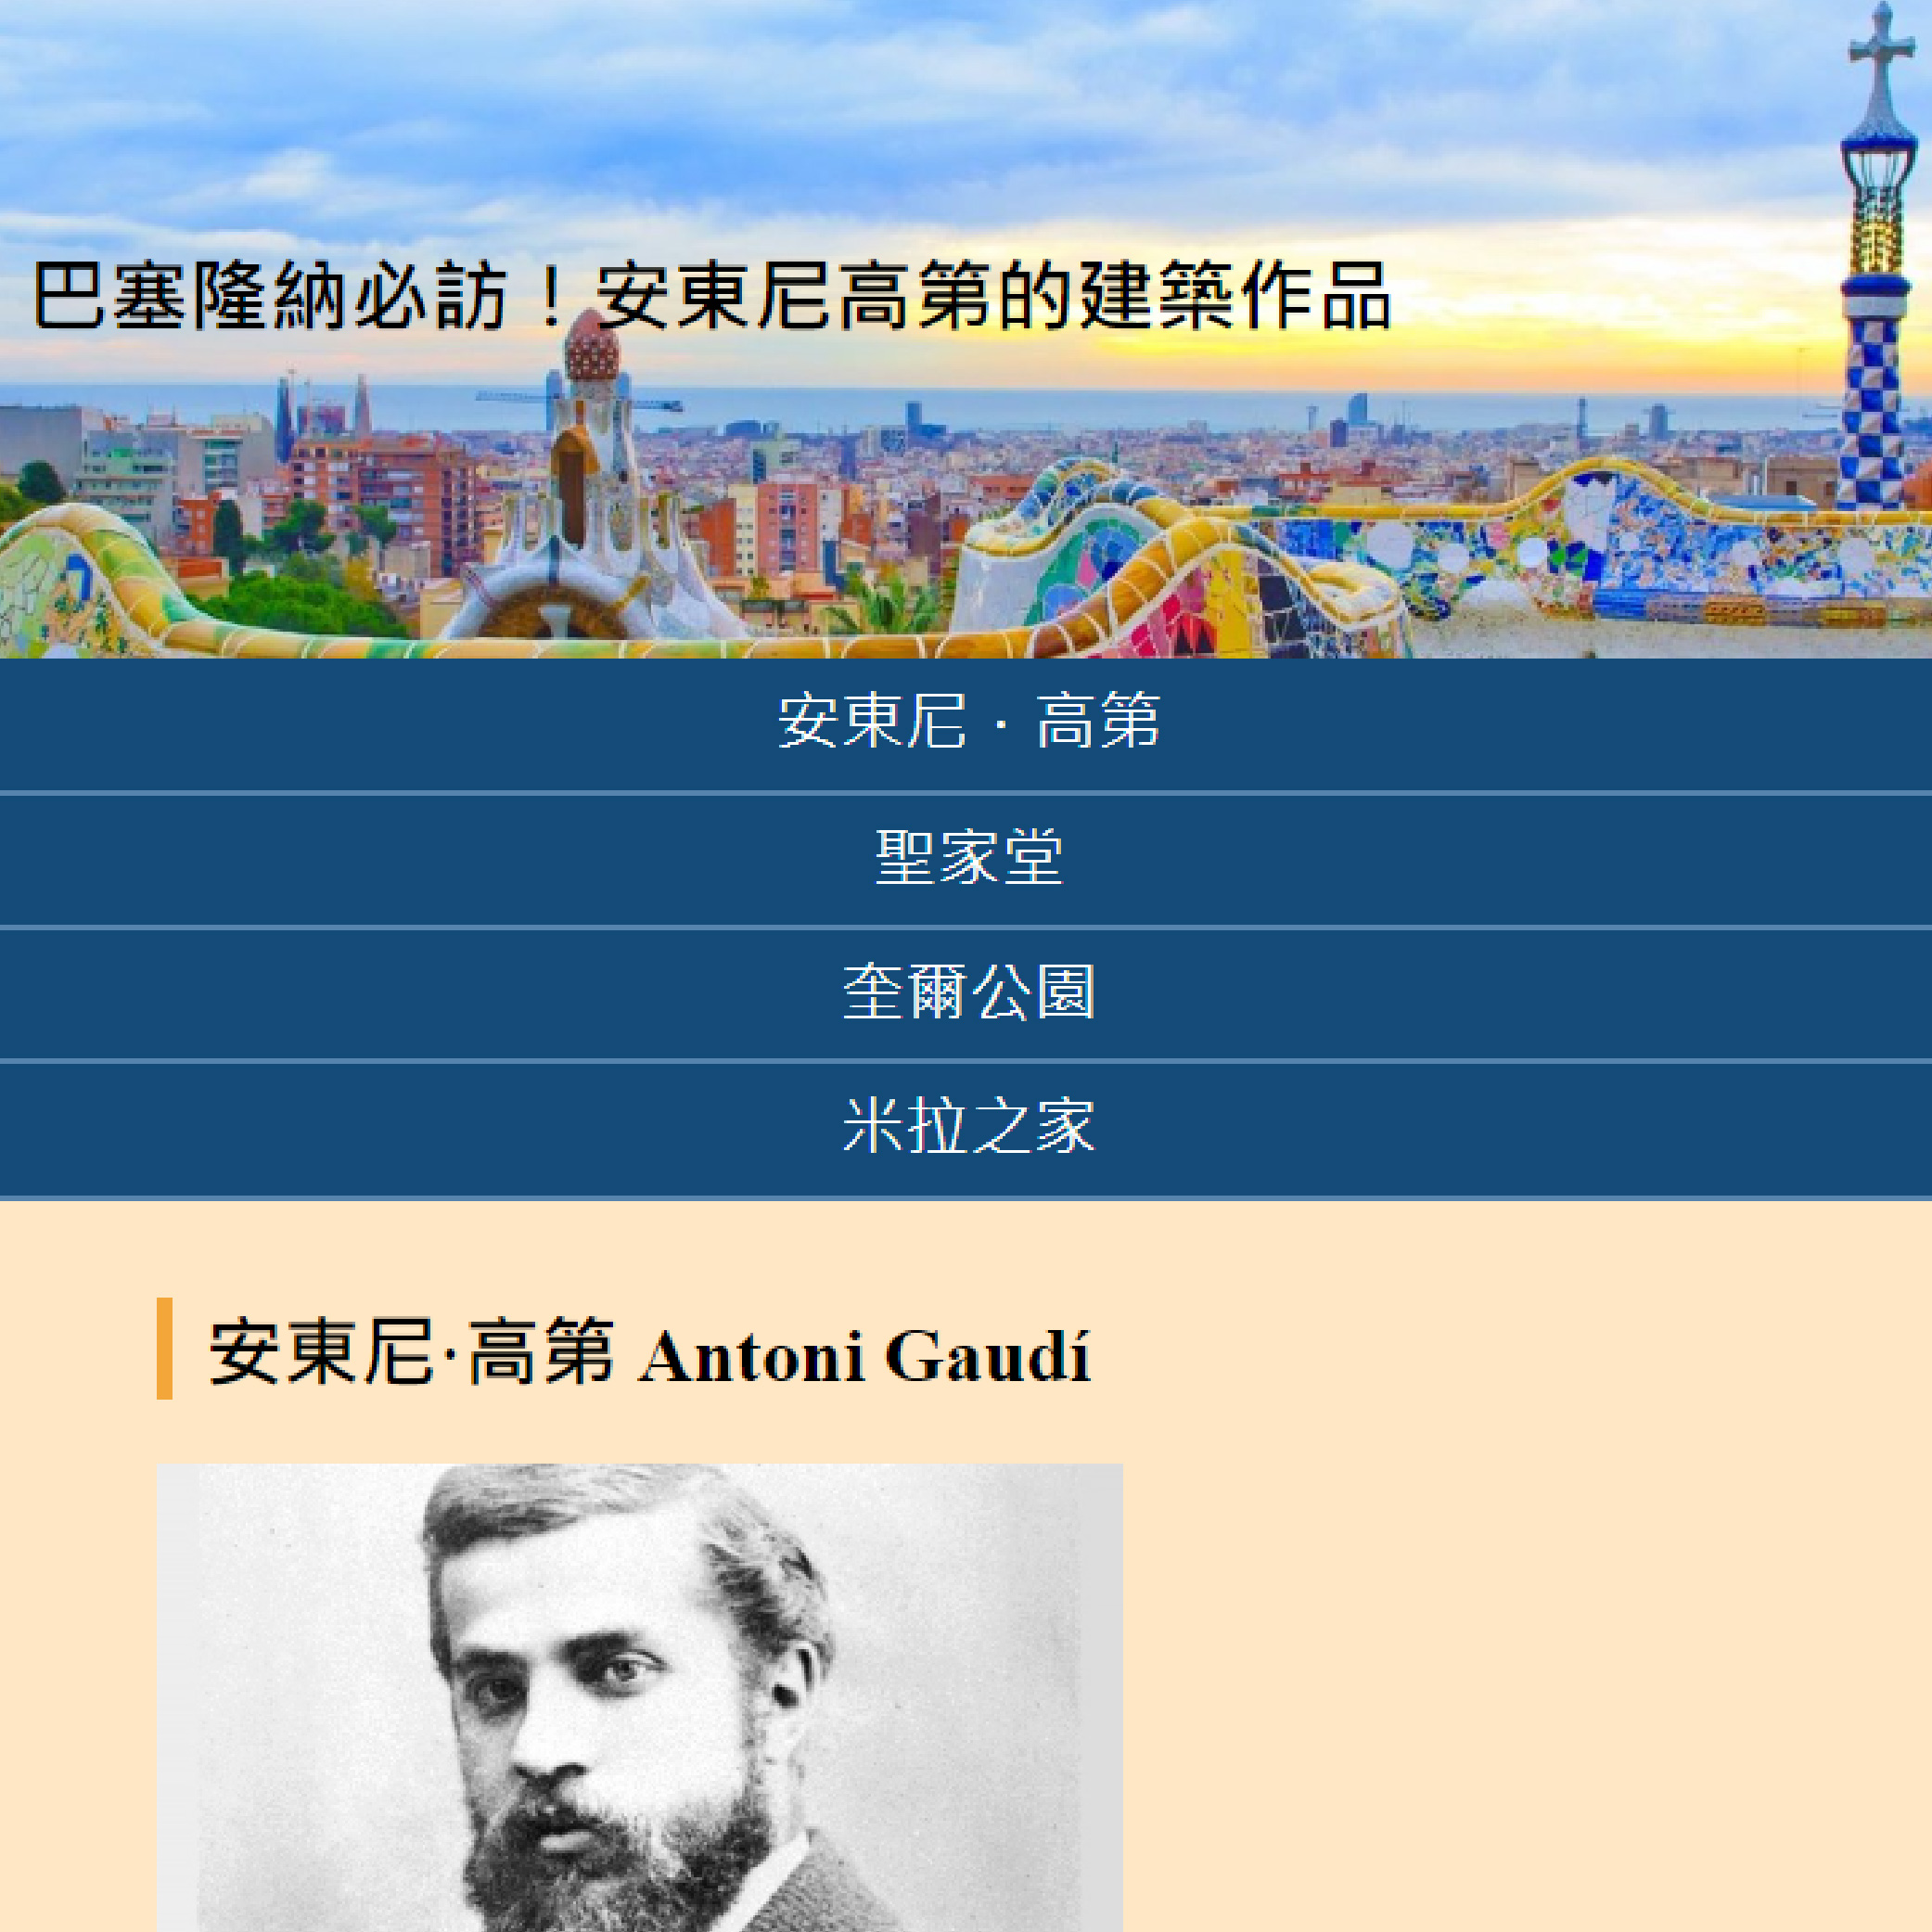 巴塞隆納必訪！安東尼高第的建築作品
安東尼．高第
聖家堂
奎爾公園
米拉之家
安東尼·高第 Antoni Gaudí